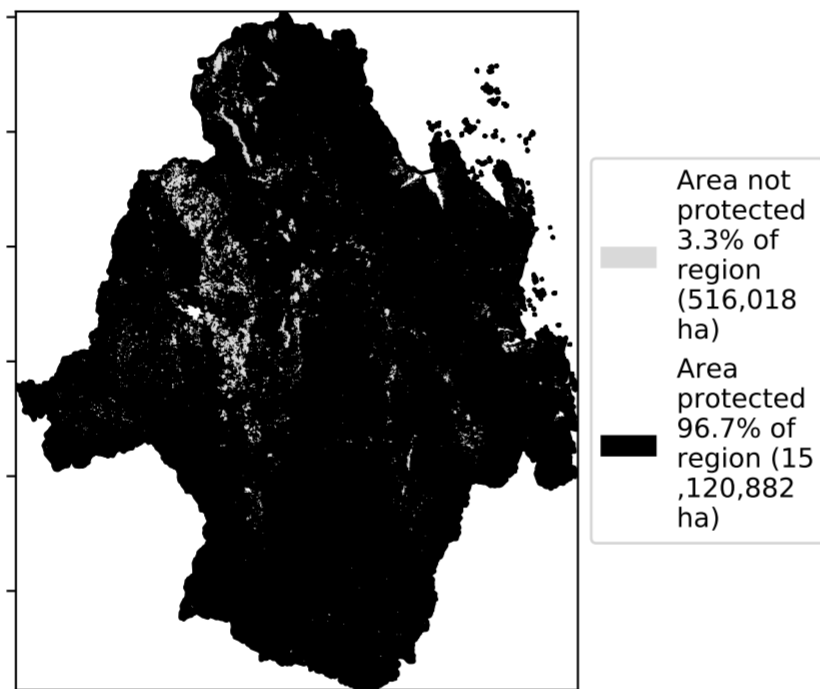 Area not
protected
3.3% of
region
(516,018
ha)
Area
protected
96.7% of
region (15
,120,882
ha)